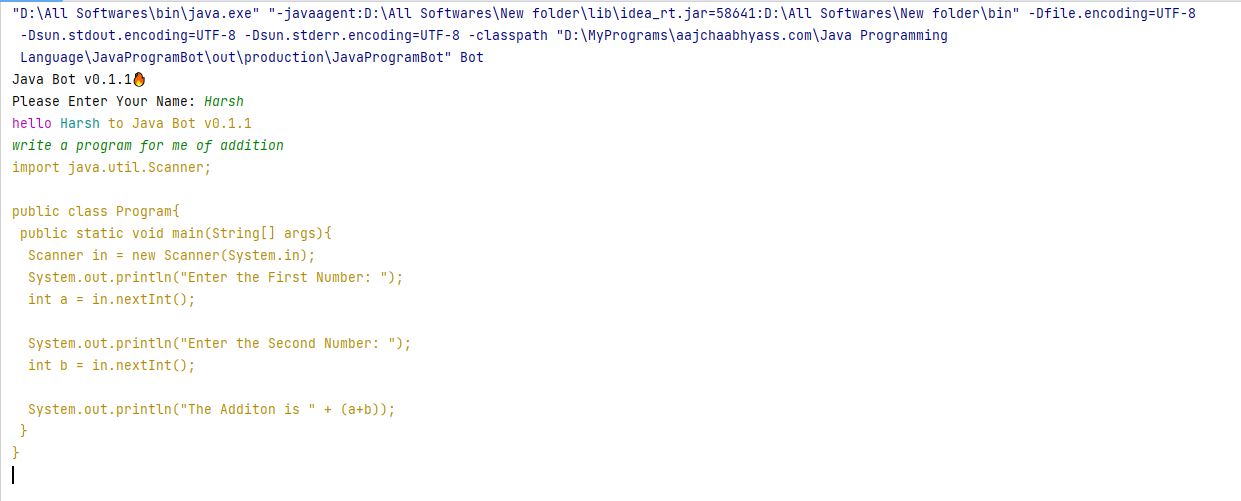 "D:\All Softwares\bin\java.exe" "-javaagent:D:\All Softwares\New folder\lib\idea_rt.jar=58641:D:\All Softwares\New folder\bin" -Dfile.encoding=UTF-8
 -Dsun.stdout.encoding=UTF-8 -Dsun.stderr.encoding=UTF-8 -classpath "D:\MyPrograms\aajchaabhyass.com\Java Programming
 Language\JavaProgramBot\out\production\JavaProgramBot" Bot
Java Bot v0.1.1🔥
Please Enter Your Name: Harsh
hello Harsh to Java Bot v0.1.1
write a program for me of addition
import java.util.Scanner;

public class Program{
 public static void main(String[] args){
  Scanner in = new Scanner(System.in);
  System.out.println("Enter the First Number: ");
  int a = in.nextInt();

  System.out.println("Enter the Second Number: ");
  int b = in.nextInt();

  System.out.println("The Additon is " + (a+b));
 }
}